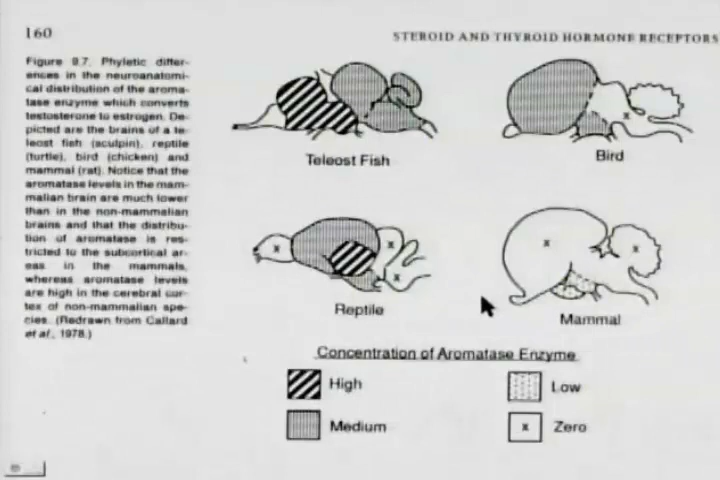 160
STEROID AND THYROID HORMONE RECEPTORS
Figure 9.7. Phyletic differ-
ences in the neuroanatomi-
cal distribution of the aroma-
tase enzyme which converts
testosterone to estrogen. De-
picted are the brains of a te-
leost fish (sculpin), reptile
(turtle), bird (chicken) and
mammal (rat). Notice that the
aromatase levels in the mam-
malian brain are much lower
than in the non-mammalian
brains and that the distribu-
tion of aromatase is res-
tricted to the subcortical ar-
eas in the mammals,
whereas aromatase levels
are high in the cerebral cor-
tex of non-mammalian spe-
cies. (Redrawn from Callard
et al., 1978.)
Teleost Fish
x
Bird
x
x
x
Reptile
x
x
Mammal
Concentration of Aromatase Enzyme
High
Low
Medium
x Zero